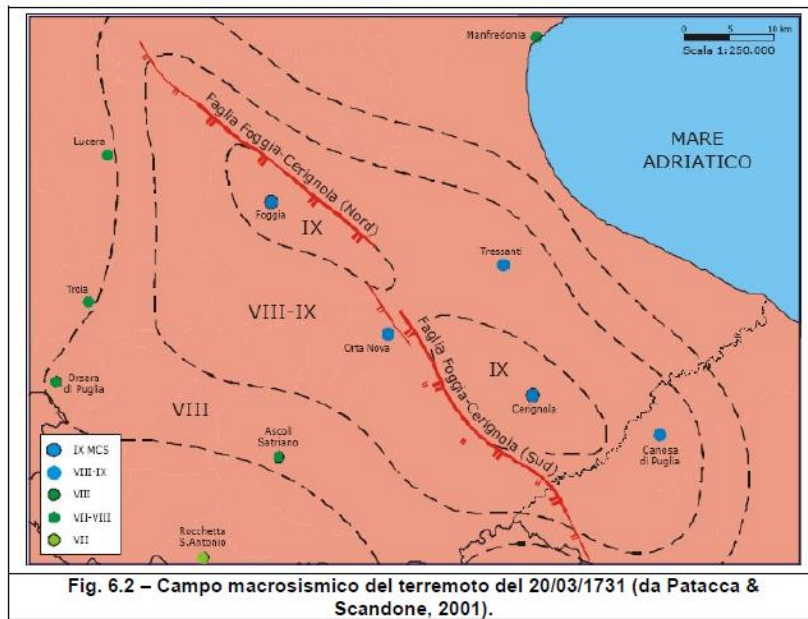 Manfredonia
0 5 10 km
Scala 1:250.000
MARE
ADRIATICO
Lucera
Faglia Foggia-Cerignola (Nord)
Foggia
IX
Tressanti
Troia
VIII-IX
Orta Nova
Faglia Foggia-Cerignola (Sud)
IX
Cerignola
Orsara
di Puglia
VIII
Ascoli
Satriano
Canosa
di Puglia
IX MCS
VIII-IX
VIII
VII-VIII
VII
Rocchetta
S.Antonio
Fig. 6.2 – Campo macrosismico del terremoto del 20/03/1731 (da Patacca &
Scandone, 2001).